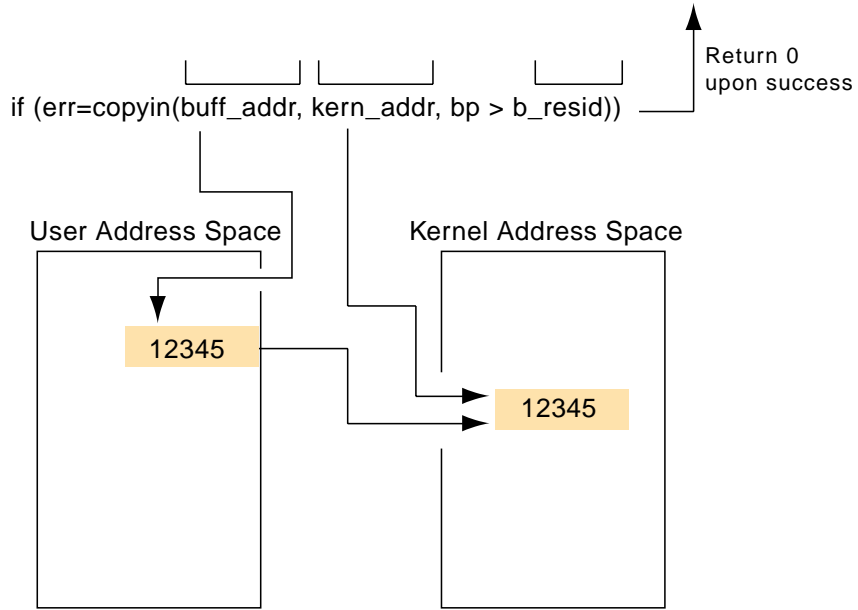 Return 0
upon success
if (err=copyin(buff_addr, kern_addr, bp > b_resid))
User Address Space
Kernel Address Space
12345
12345